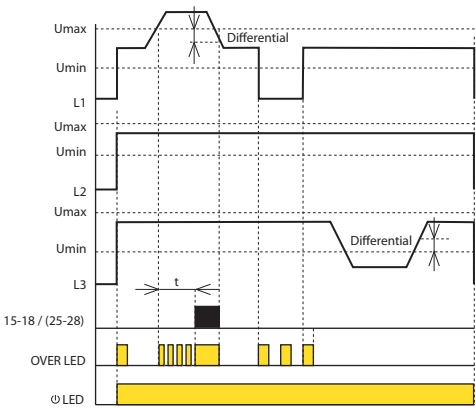 Umax
Differential
Umin
L1
Umax
Umin
L2
Umax
Differential
Umin
L3
t
15-18 / (25-28)
OVER LED
⏻ LED